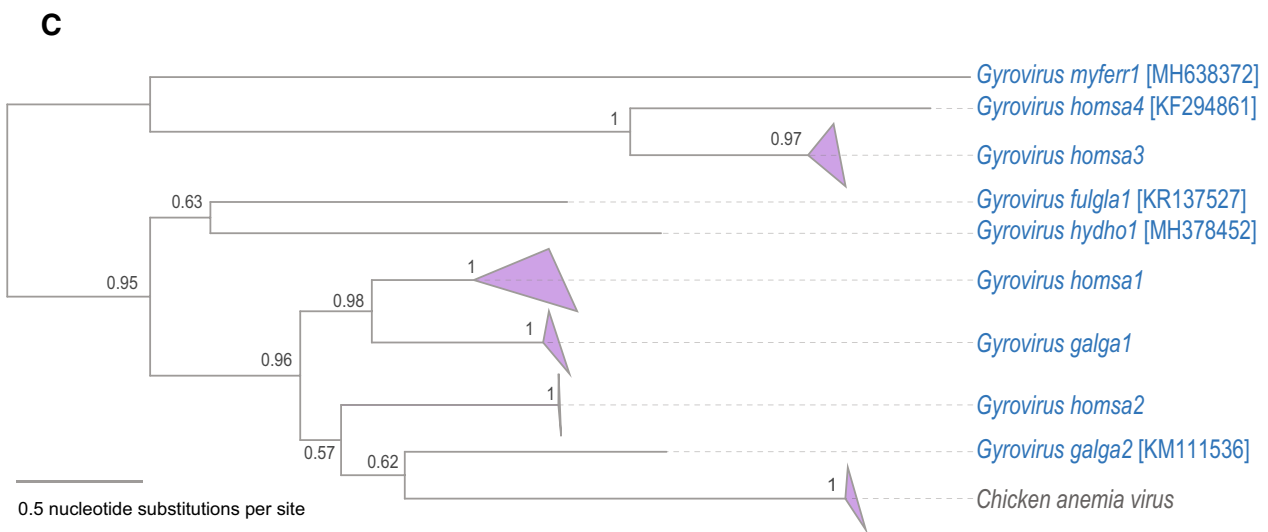 C
Gyrovirus myferr1 [MH638372]
Gyrovirus homsa4 [KF294861]
1
0.97
Gyrovirus homsa3
0.63
Gyrovirus fulgla1 [KR137527]
Gyrovirus hydho1 [MH378452]
0.95
1
Gyrovirus homsa1
0.98
1
Gyrovirus galga1
0.96
1
Gyrovirus homsa2
0.57
0.62
Gyrovirus galga2 [KM111536]
1
Chicken anemia virus
0.5 nucleotide substitutions per site